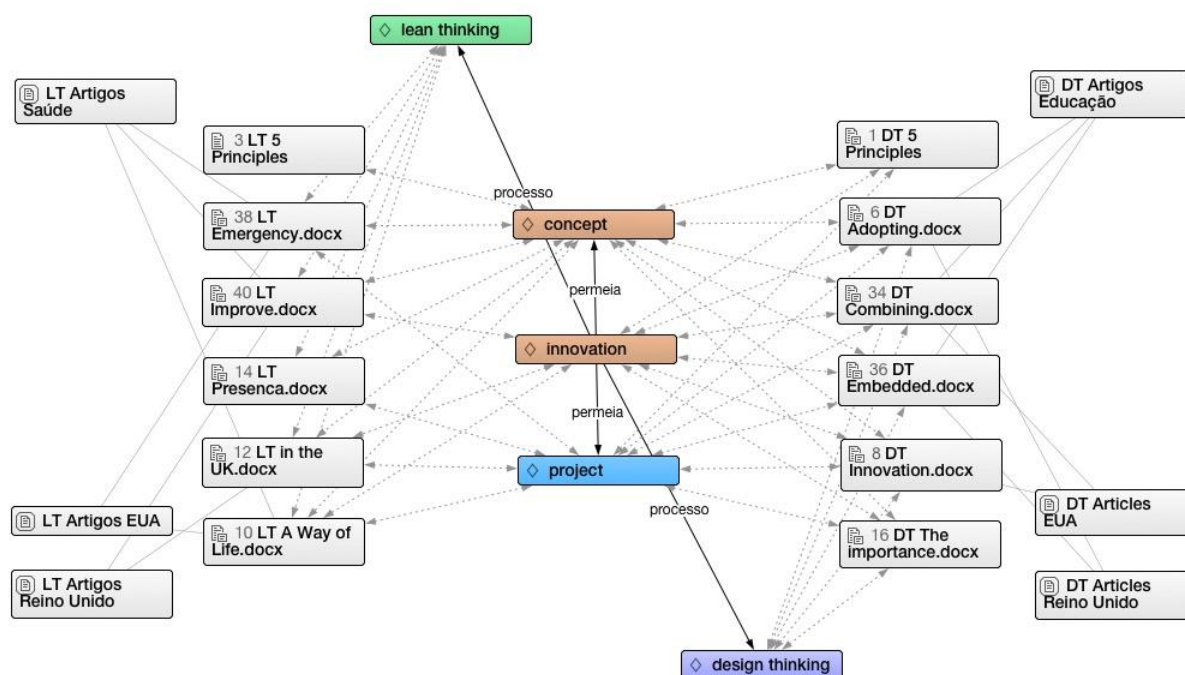 lean thinking
LT Artigos
Saúde
DT Artigos
Educação
3 LT 5
Principles
1 DT 5
Principles
processo
38 LT
Emergency.docx
concept
6 DT
Adopting.docx
40 LT
Improve.docx
permeia
34 DT
Combining.docx
innovation
14 LT
Presenca.docx
36 DT
Embedded.docx
permeia
12 LT in the
UK.docx
project
8 DT
Innovation.docx
processo
LT Artigos EUA
10 LT A Way of
Life.docx
16 DT The
importance.docx
DT Articles
EUA
LT Artigos
Reino Unido
DT Articles
Reino Unido
design thinking